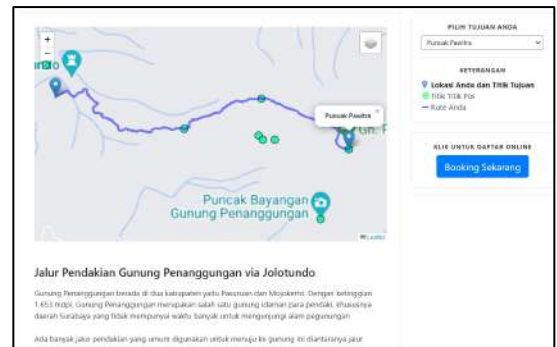 +
−
Puncak Pawitra
×
Puncak Bayangan
Gunung Penanggungan
Leaflet
PILIH TUJUAN ANDA
Puncak Pawitra
KETERANGAN
Lokasi Anda dan Titik Tujuan
Titik Titik Pos
Rute Anda
KLIK UNTUK DAFTAR ONLINE
Booking Sekarang
Jalur Pendakian Gunung Penanggungan via Jolotundo
Gunung Penanggungan berada di dua kabupaten yaitu Pasuruan dan Mojokerto. Dengan ketinggian
1.653 mdpl, Gunung Penanggungan merupakan salah satu gunung idaman para pendaki, khususnya
daerah Surabaya yang tidak mempunyai waktu banyak untuk mengunjungi alam pegunungan
Ada banyak jalur pendakian yang umum digunakan untuk menuju ke gunung ini diantaranya jalur